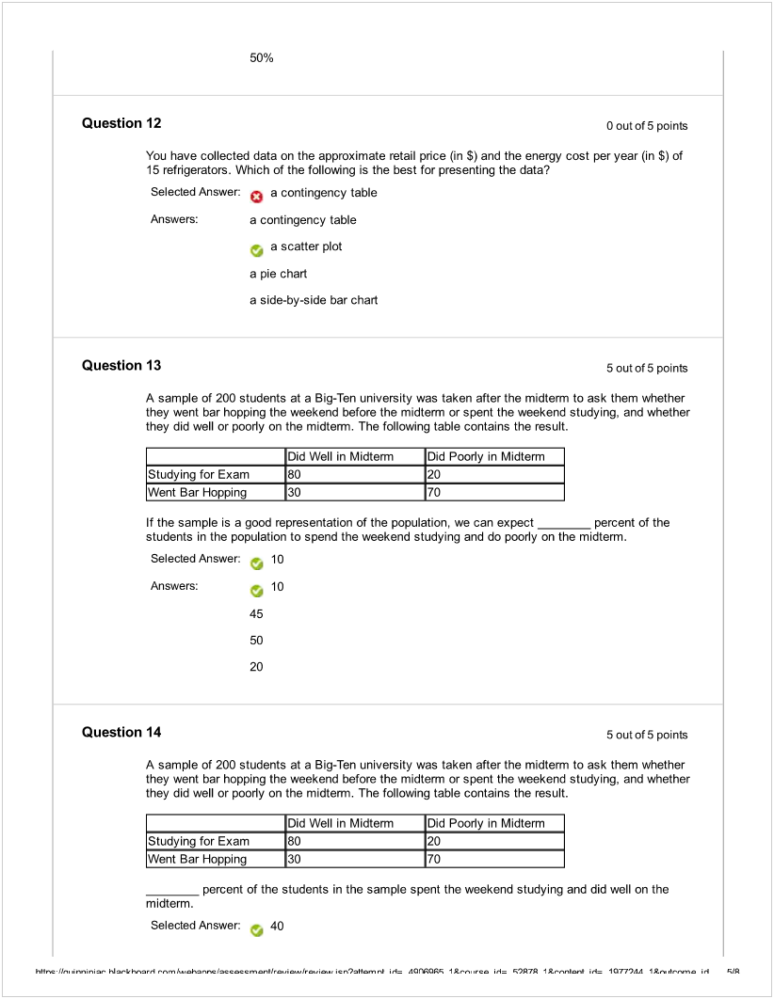 50%
Question 12
0 out of 5 points
You have collected data on the approximate retail price (in $) and the energy cost per year (in $) of
15 refrigerators. Which of the following is the best for presenting the data?
Selected Answer: a contingency table
Answers: a contingency table
a scatter plot
a pie chart
a side-by-side bar chart
Question 13
5 out of 5 points
A sample of 200 students at a Big-Ten university was taken after the midterm to ask them whether
they went bar hopping the weekend before the midterm or spent the weekend studying, and whether
they did well or poorly on the midterm. The following table contains the result.
Did Well in Midterm Did Poorly in Midterm
Studying for Exam 80 20
Went Bar Hopping 30 70
If the sample is a good representation of the population, we can expect ________ percent of the
students in the population to spend the weekend studying and do poorly on the midterm.
Selected Answer: 10
Answers: 10
45
50
20
Question 14
5 out of 5 points
A sample of 200 students at a Big-Ten university was taken after the midterm to ask them whether
they went bar hopping the weekend before the midterm or spent the weekend studying, and whether
they did well or poorly on the midterm. The following table contains the result.
Did Well in Midterm Did Poorly in Midterm
Studying for Exam 80 20
Went Bar Hopping 30 70
________ percent of the students in the sample spent the weekend studying and did well on the
midterm.
Selected Answer: 40
https://quinnipiac.blackboard.com/webapps/assessment/review/review.jsp?attempt_id=_4906965_1&course_id=_52878_1&content_id=_1977244_1&outcome_id... 5/8